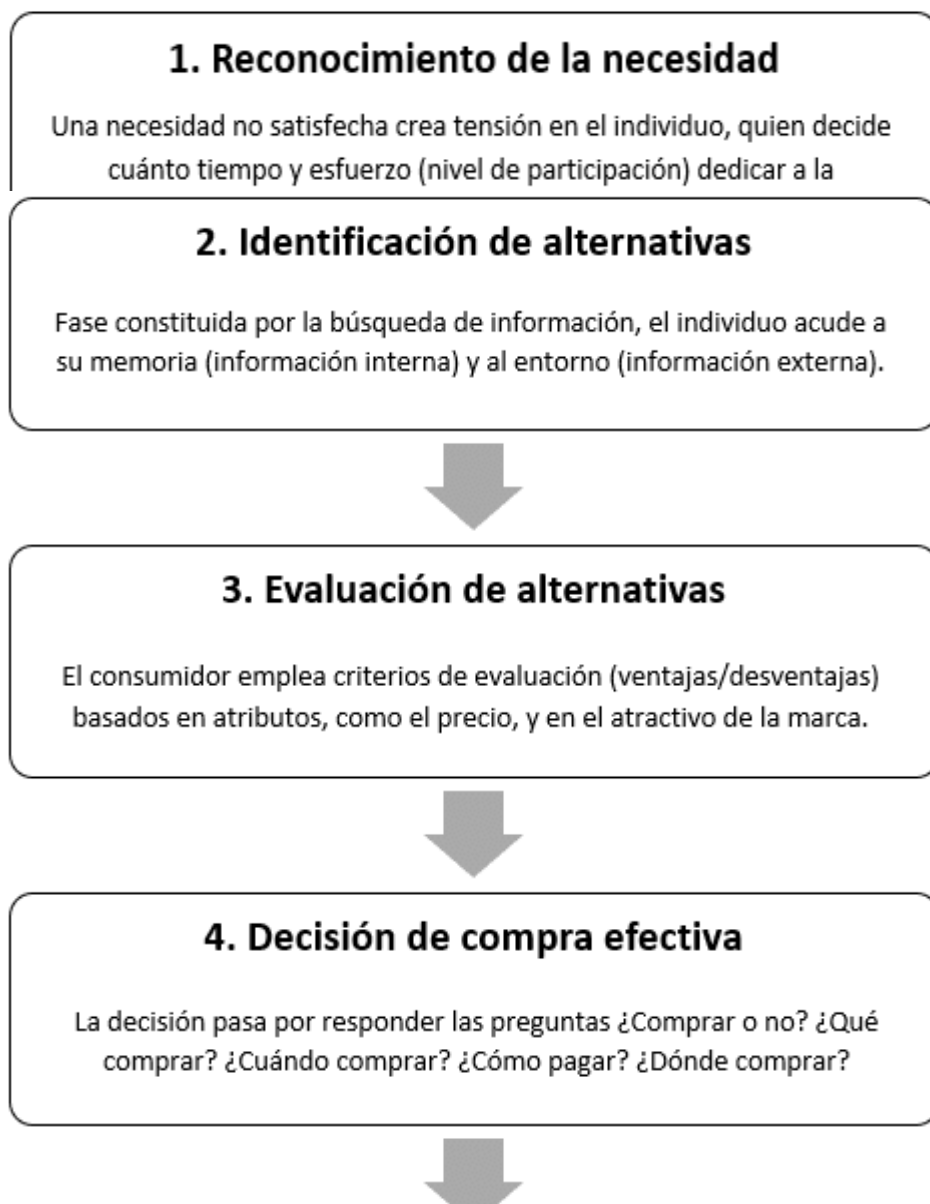 1. Reconocimiento de la necesidad
Una necesidad no satisfecha crea tensión en el individuo, quien decide
cuánto tiempo y esfuerzo (nivel de participación) dedicar a la
2. Identificación de alternativas
Fase constituida por la búsqueda de información, el individuo acude a
su memoria (información interna) y al entorno (información externa).
3. Evaluación de alternativas
El consumidor emplea criterios de evaluación (ventajas/desventajas)
basados en atributos, como el precio, y en el atractivo de la marca.
4. Decisión de compra efectiva
La decisión pasa por responder las preguntas ¿Comprar o no? ¿Qué
comprar? ¿Cuándo comprar? ¿Cómo pagar? ¿Dónde comprar?